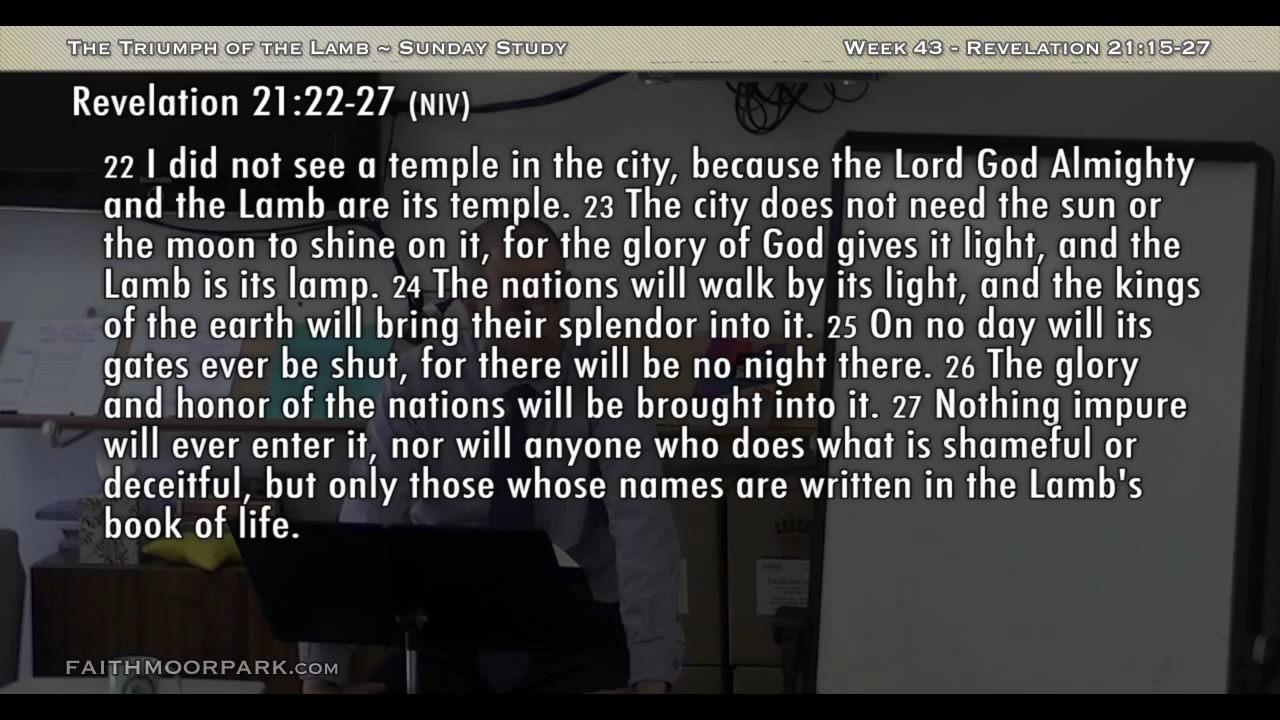 The Triumph of the Lamb ~ Sunday Study
Week 43 - Revelation 21:15-27
Revelation 21:22-27 (NIV)
22 I did not see a temple in the city, because the Lord God Almighty
and the Lamb are its temple. 23 The city does not need the sun or
the moon to shine on it, for the glory of God gives it light, and the
Lamb is its lamp. 24 The nations will walk by its light, and the kings
of the earth will bring their splendor into it. 25 On no day will its
gates ever be shut, for there will be no night there. 26 The glory
and honor of the nations will be brought into it. 27 Nothing impure
will ever enter it, nor will anyone who does what is shameful or
deceitful, but only those whose names are written in the Lamb's
book of life.
FAITHMOORPARK.COM